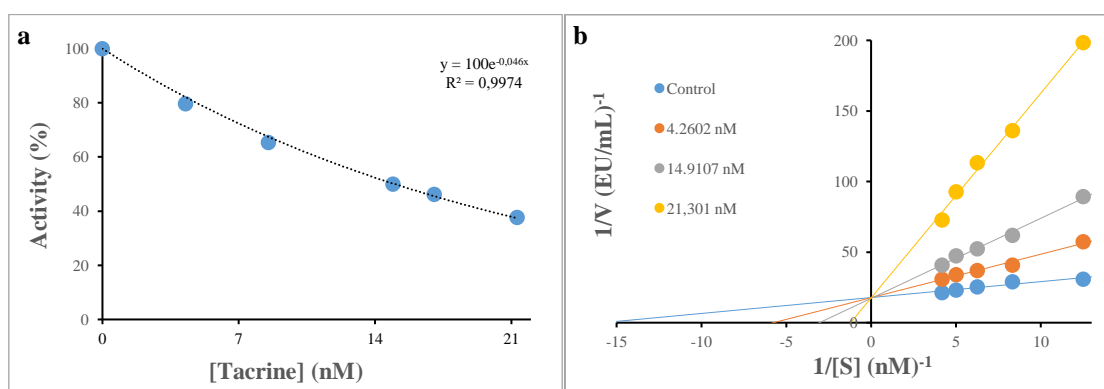 a
y = 100e-0,046x
R² = 0,9974
Activity (%)
100
80
60
40
20
0
0 7 14 21
[Tacrine] (nM)
b
Control
4.2602 nM
14.9107 nM
21,301 nM
1/V (EU/mL)-1
200
150
100
50
0
-15 -10 -5 0 5 10
1/[S] (nM)-1